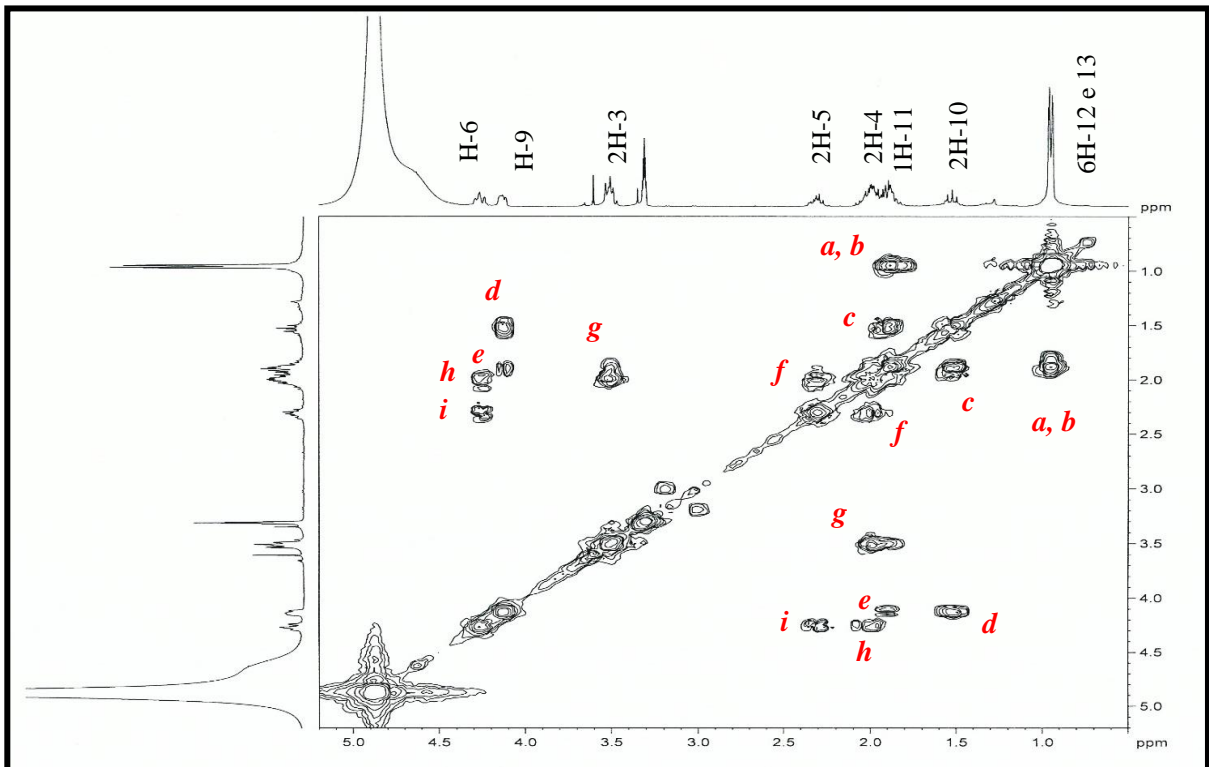 H-6
H-9
2H-3
2H-5
2H-4
1H-11
2H-10
6H-12 e 13
ppm
ppm
a, b
1.0
d
c
1.5
g
e
h
f
2.0
i
c
f
a, b
2.5
3.0
g
3.5
e
4.0
i
d
h
4.5
5.0
5.0 4.5 4.0 3.5 3.0 2.5 2.0 1.5 1.0 ppm